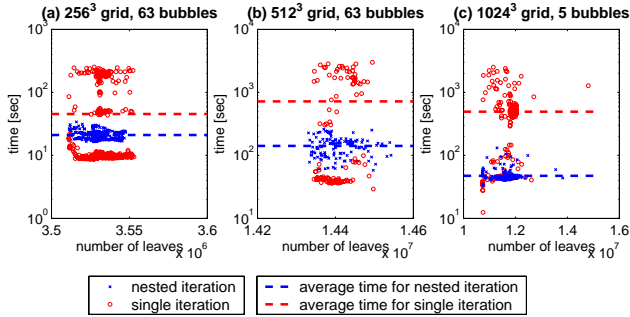 (a) 256³ grid, 63 bubbles
(b) 512³ grid, 63 bubbles
(c) 1024³ grid, 5 bubbles
time [sec]
10³
10²
10¹
10⁰
3.5
3.55
3.6
number of leaves
x 10⁶
time [sec]
10⁴
10³
10²
10¹
1.42
1.44
1.46
number of leaves
x 10⁷
time [sec]
10⁴
10³
10²
10¹
1
1.2
1.4
1.6
number of leaves
x 10⁷
nested iteration
single iteration
average time for nested iteration
average time for single iteration